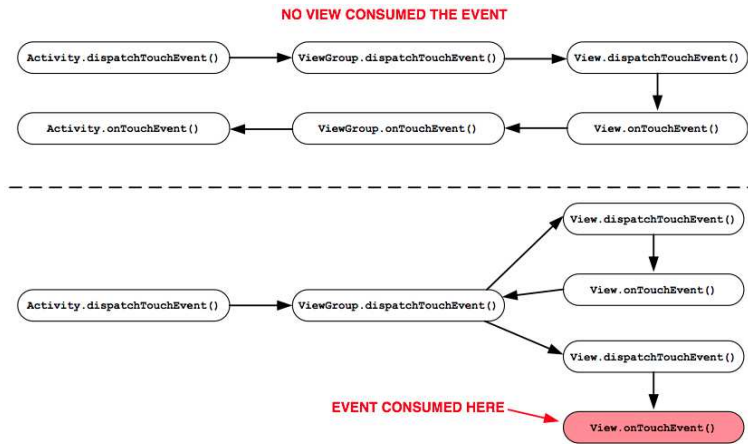 NO VIEW CONSUMED THE EVENT
Activity.dispatchTouchEvent()
ViewGroup.dispatchTouchEvent()
View.dispatchTouchEvent()
Activity.onTouchEvent()
ViewGroup.onTouchEvent()
View.onTouchEvent()
View.dispatchTouchEvent()
View.onTouchEvent()
Activity.dispatchTouchEvent()
ViewGroup.dispatchTouchEvent()
View.dispatchTouchEvent()
EVENT CONSUMED HERE
View.onTouchEvent()